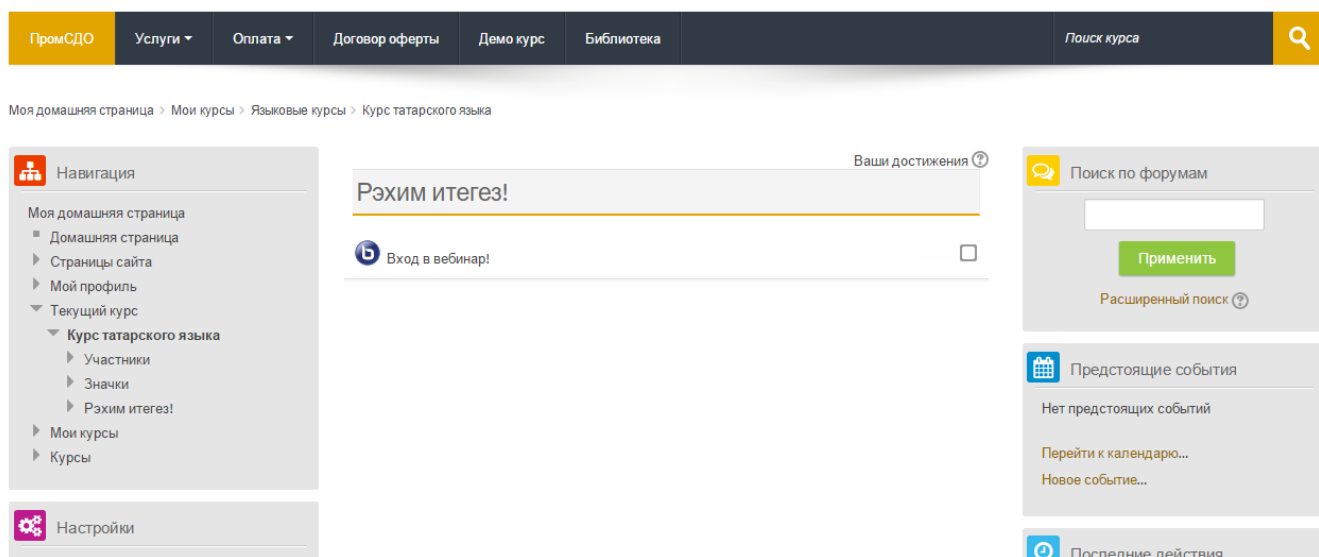 ПромСДО Услуги Оплата Договор оферты Демо курс Библиотека Поиск курса
Моя домашняя страница > Мои курсы > Языковые курсы > Курс татарского языка
Навигация
Моя домашняя страница
Домашняя страница
Страницы сайта
Мой профиль
Текущий курс
Курс татарского языка
Участники
Значки
Рэхим итегез!
Мои курсы
Курсы
Настройки
Ваши достижения
Рэхим итегез!
b Вход в вебинар!
Поиск по форумам
Применить
Расширенный поиск
Предстоящие события
Нет предстоящих событий
Перейти к календарю...
Новое событие...
Последние действия